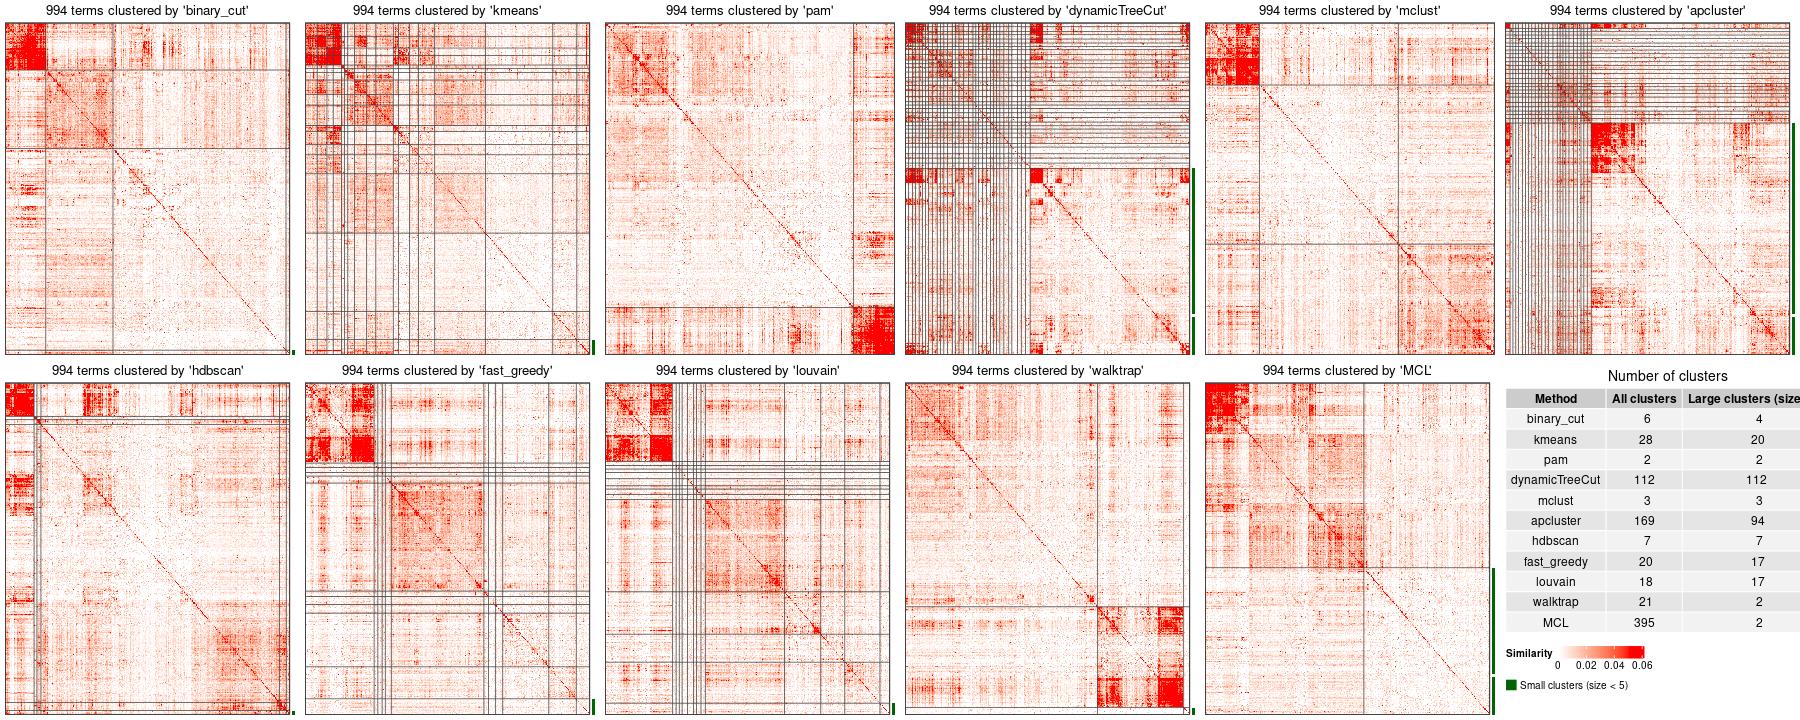 994 terms clustered by 'binary_cut'
994 terms clustered by 'kmeans'
994 terms clustered by 'pam'
994 terms clustered by 'dynamicTreeCut'
994 terms clustered by 'mclust'
994 terms clustered by 'apcluster'
994 terms clustered by 'hdbscan'
994 terms clustered by 'fast_greedy'
994 terms clustered by 'louvain'
994 terms clustered by 'walktrap'
994 terms clustered by 'MCL'
Number of clusters
Method All clusters Large clusters (size
binary_cut 6 4
kmeans 28 20
pam 2 2
dynamicTreeCut 112 112
mclust 3 3
apcluster 169 94
hdbscan 7 7
fast_greedy 20 17
louvain 18 17
walktrap 21 2
MCL 395 2
Similarity
0 0.02 0.04 0.06
Small clusters (size < 5)